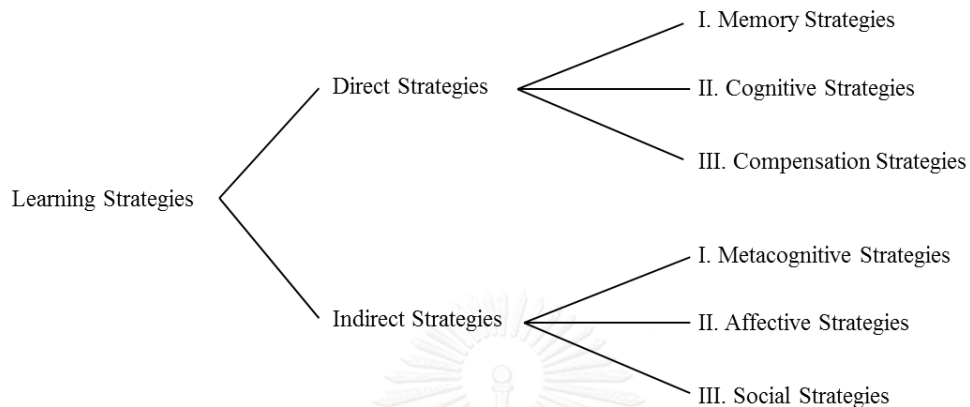 Learning Strategies
Direct Strategies
I. Memory Strategies
II. Cognitive Strategies
III. Compensation Strategies
Indirect Strategies
I. Metacognitive Strategies
II. Affective Strategies
III. Social Strategies